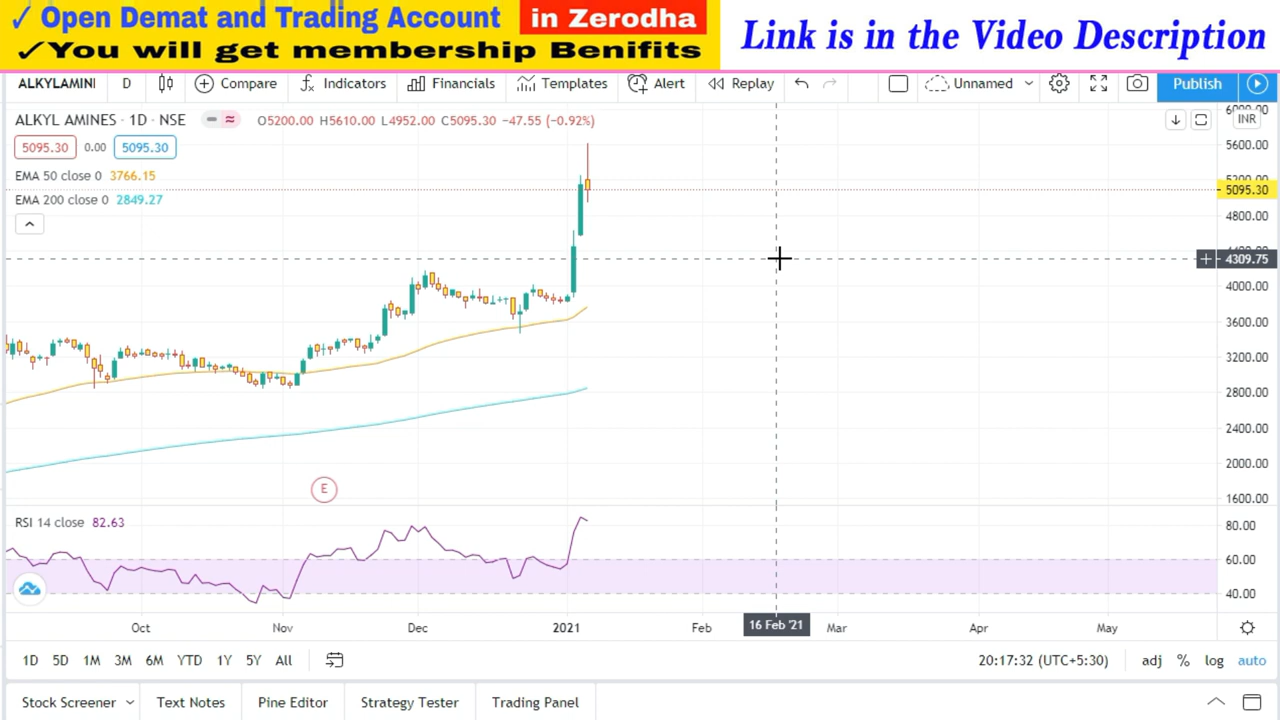 ✓ Open Demat and Trading Account in Zerodha
✓You will get membership Benifits
Link is in the Video Description
ALKYLAMINI D Compare Indicators Financials Templates Alert Replay Unnamed Publish
ALKYL AMINES · 1D · NSE O5200.00 H5610.00 L4952.00 C5095.30 −47.55 (−0.92%)
5095.30 0.00 5095.30
EMA 50 close 0 3766.15
EMA 200 close 0 2849.27
INR
5600.00
5095.30
4800.00
4309.75
4000.00
3600.00
3200.00
2800.00
2400.00
2000.00
1600.00
E
RSI 14 close 82.63
80.00
60.00
40.00
Oct Nov Dec 2021 Feb 16 Feb '21 Mar Apr May
1D 5D 1M 3M 6M YTD 1Y 5Y All 20:17:32 (UTC+5:30) adj % log auto
Stock Screener Text Notes Pine Editor Strategy Tester Trading Panel